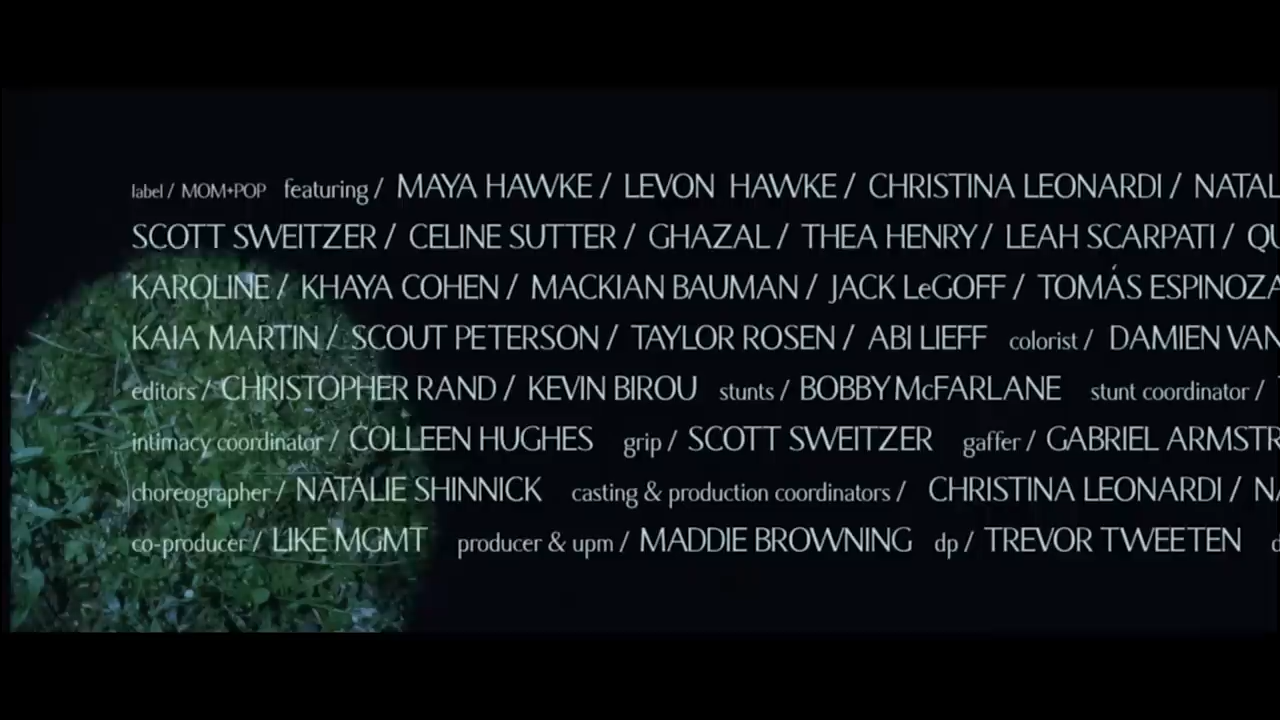 label / MOM+POP featuring / MAYA HAWKE / LEVON HAWKE / CHRISTINA LEONARDI /
SCOTT SWEITZER / CELINE SUTTER / GHAZAL / THEA HENRY / LEAH SCARPATI /
KAROLINE / KHAYA COHEN / MACKIAN BAUMAN / JACK LeGOFF / TOMÁS ESPINOZA
KAIA MARTIN / SCOUT PETERSON / TAYLOR ROSEN / ABI LIEFF colorist / DAMIEN VAN
editors / CHRISTOPHER RAND / KEVIN BIROU stunts / BOBBY McFARLANE stunt coordinator /
intimacy coordinator / COLLEEN HUGHES grip / SCOTT SWEITZER gaffer / GABRIEL
choreographer / NATALIE SHINNICK casting & production coordinators / CHRISTINA LEONARDI /
co-producer / LIKE MGMT producer & upm / MADDIE BROWNING dp / TREVOR TWEETEN